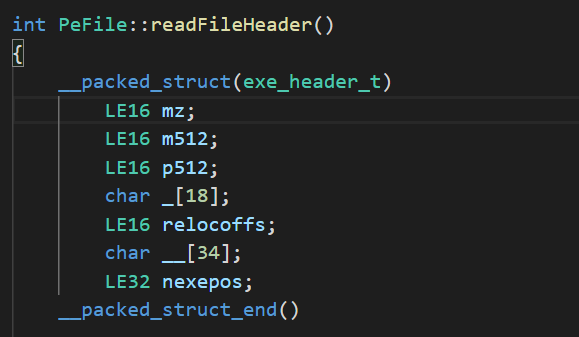 int PeFile::readFileHeader()
{
    __packed_struct(exe_header_t)
        LE16 mz;
        LE16 m512;
        LE16 p512;
        char _[18];
        LE16 relocoffs;
        char __[34];
        LE32 nexepos;
    __packed_struct_end()